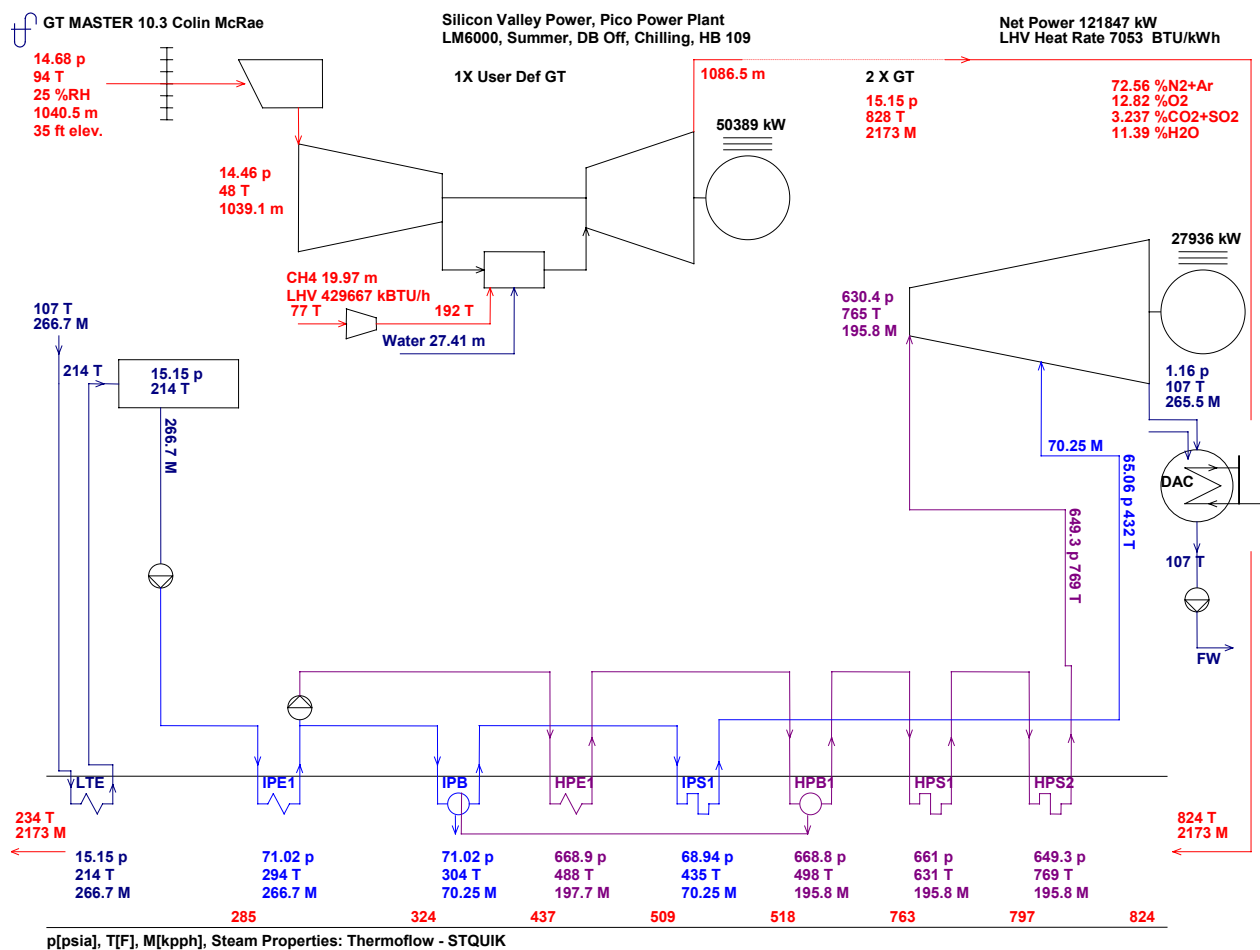 GT MASTER 10.3 Colin McRae
Silicon Valley Power, Pico Power Plant
LM6000, Summer, DB Off, Chilling, HB 109
Net Power 121847 kW
LHV Heat Rate 7053 BTU/kWh
1X User Def GT
14.68 p
94 T
25 %RH
1040.5 m
35 ft elev.
1086.5 m
2 X GT
15.15 p
828 T
2173 M
72.56 %N2+Ar
12.82 %O2
3.237 %CO2+SO2
11.39 %H2O
50389 kW
14.46 p
48 T
1039.1 m
27936 kW
CH4 19.97 m
LHV 429667 kBTU/h
77 T
192 T
Water 27.41 m
630.4 p
765 T
195.8 M
107 T
266.7 M
214 T
15.15 p
214 T
266.7 M
1.16 p
107 T
265.5 M
70.25 M
65.06 p 432 T
649.3 p 769 T
DAC
107 T
FW
LTE
IPE1
IPB
HPE1
IPS1
HPB1
HPS1
HPS2
234 T
2173 M
824 T
2173 M
15.15 p
214 T
266.7 M
71.02 p
294 T
266.7 M
71.02 p
304 T
70.25 M
668.9 p
488 T
197.7 M
68.94 p
435 T
70.25 M
668.8 p
498 T
195.8 M
661 p
631 T
195.8 M
649.3 p
769 T
195.8 M
285
324
437
509
518
763
797
824
p[psia], T[F], M[kpph], Steam Properties: Thermoflow - STQUIK